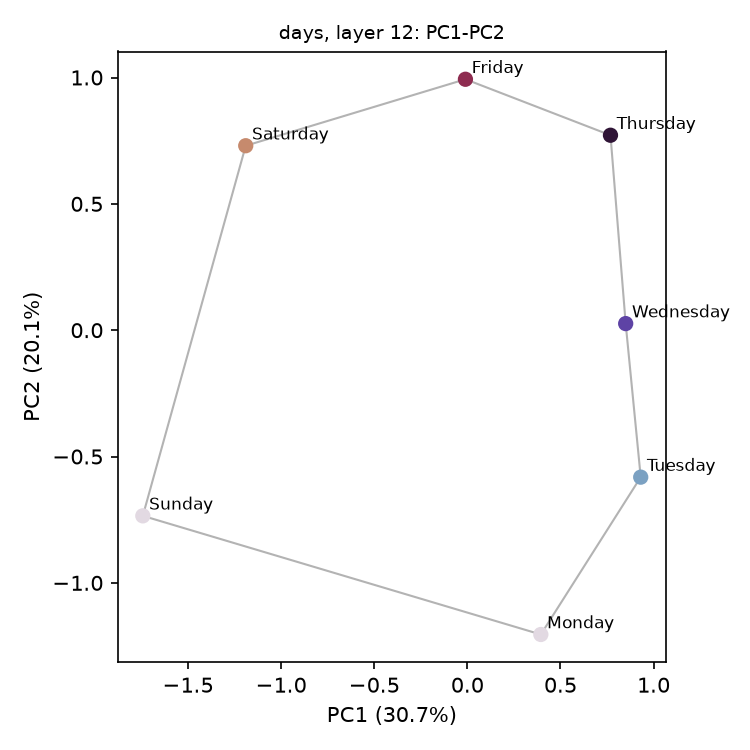 days, layer 12: PC1-PC2
Friday
Thursday
Saturday
Wednesday
Tuesday
Sunday
Monday
1.0
0.5
0.0
−0.5
−1.0
PC2 (20.1%)
−1.5
−1.0
−0.5
0.0
0.5
1.0
PC1 (30.7%)